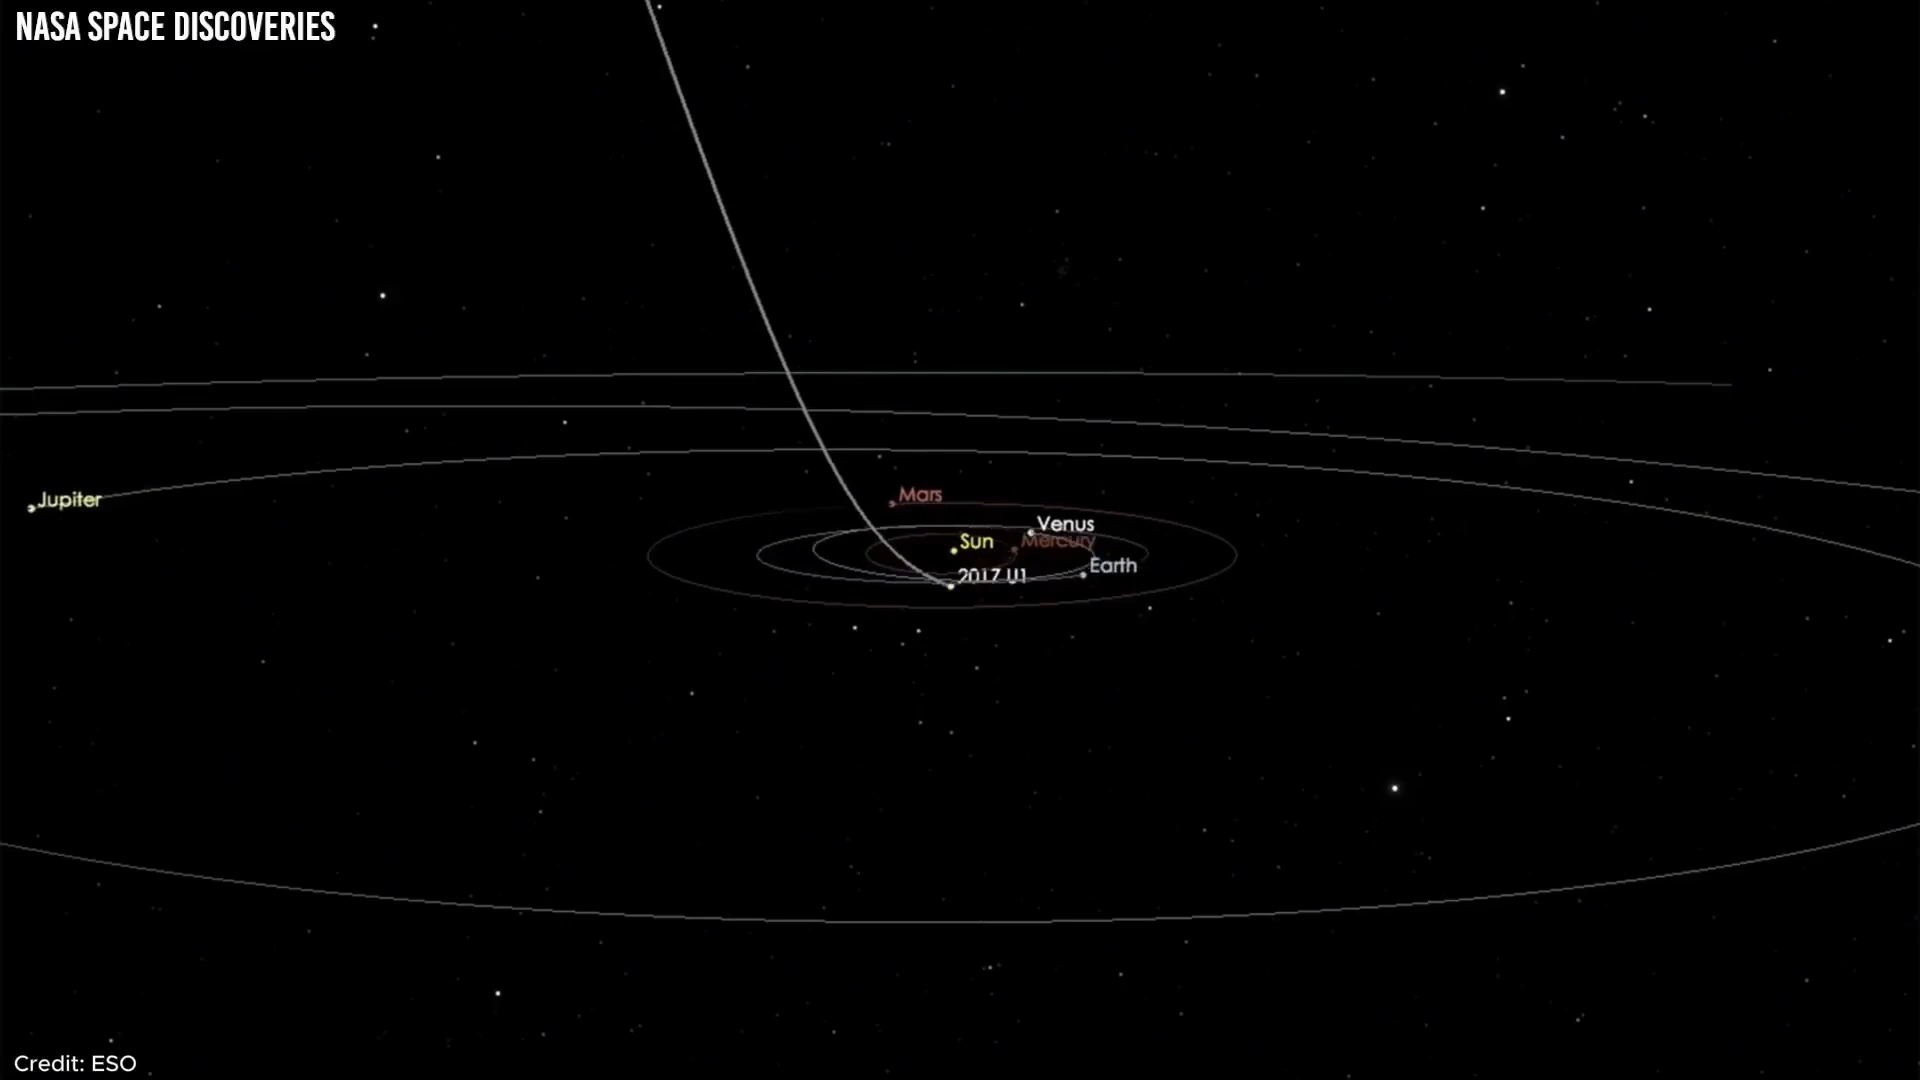 NASA SPACE DISCOVERIES
Jupiter
Mars
Venus
Sun
Mercury
Earth
2017 U1
Credit: ESO